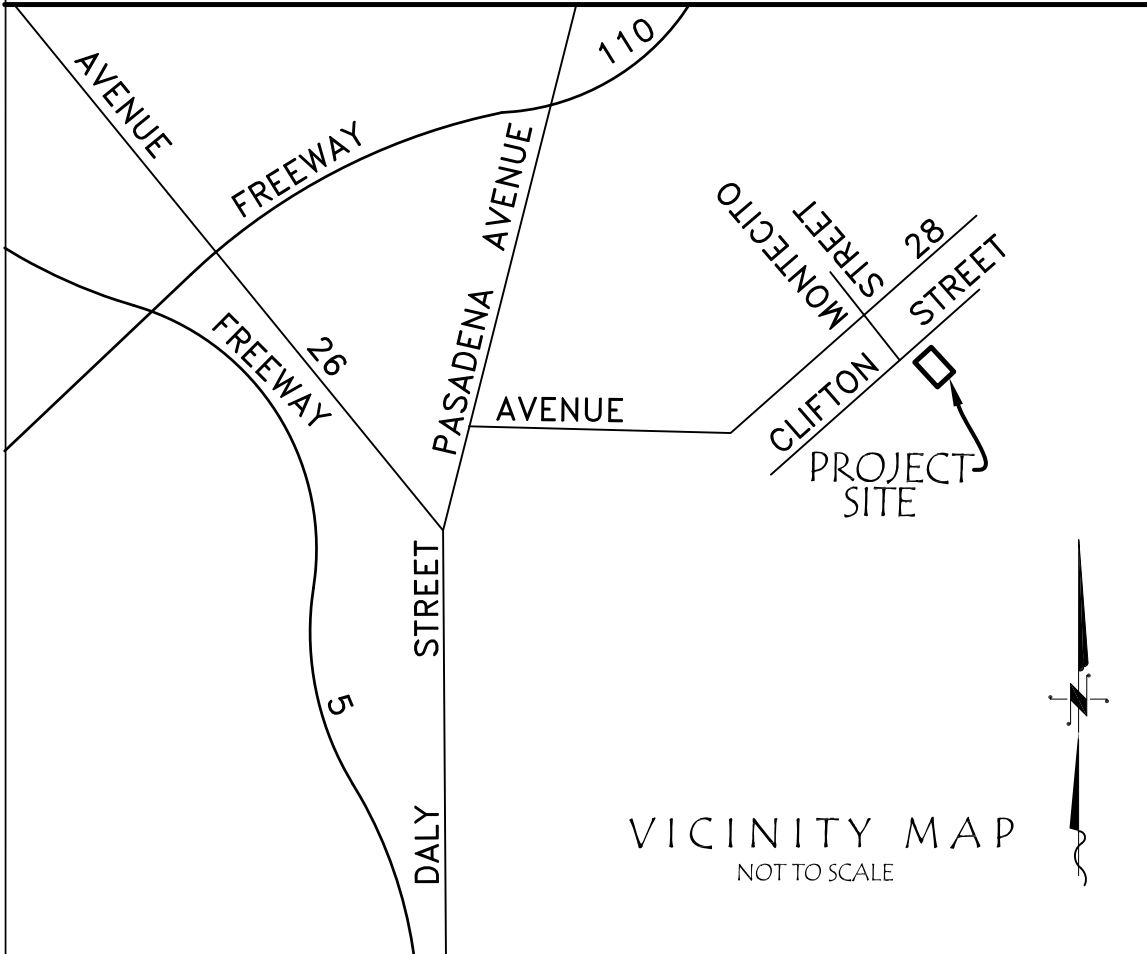 110
AVENUE
FREEWAY
PASADENA AVENUE
MONTECITO
STREET
28
CLIFTON STREET
FREEWAY
26
AVENUE
PROJECT
SITE
DALY STREET
5
N
VICINITY MAP
NOT TO SCALE